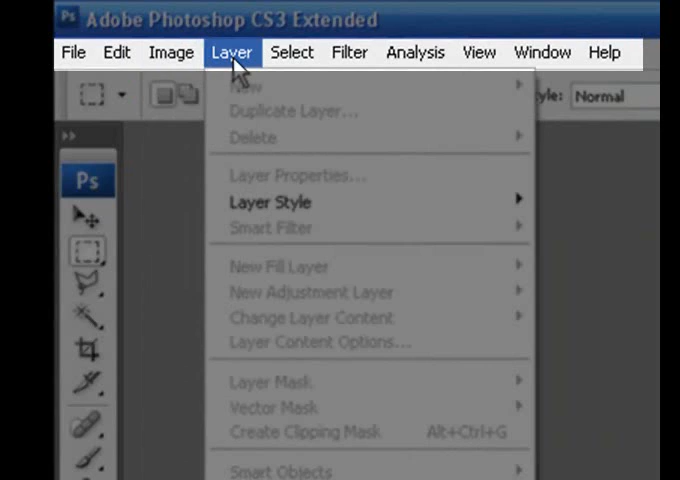 Ps Adobe Photoshop CS3 Extended
File Edit Image Layer Select Filter Analysis View Window Help
New
Style: Normal
Duplicate Layer...
Delete
Layer Properties...
Ps
Layer Style
Smart Filter
New Fill Layer
New Adjustment Layer
Change Layer Content
Layer Content Options...
Layer Mask
Vector Mask
Create Clipping Mask Alt+Ctrl+G
Smart Objects